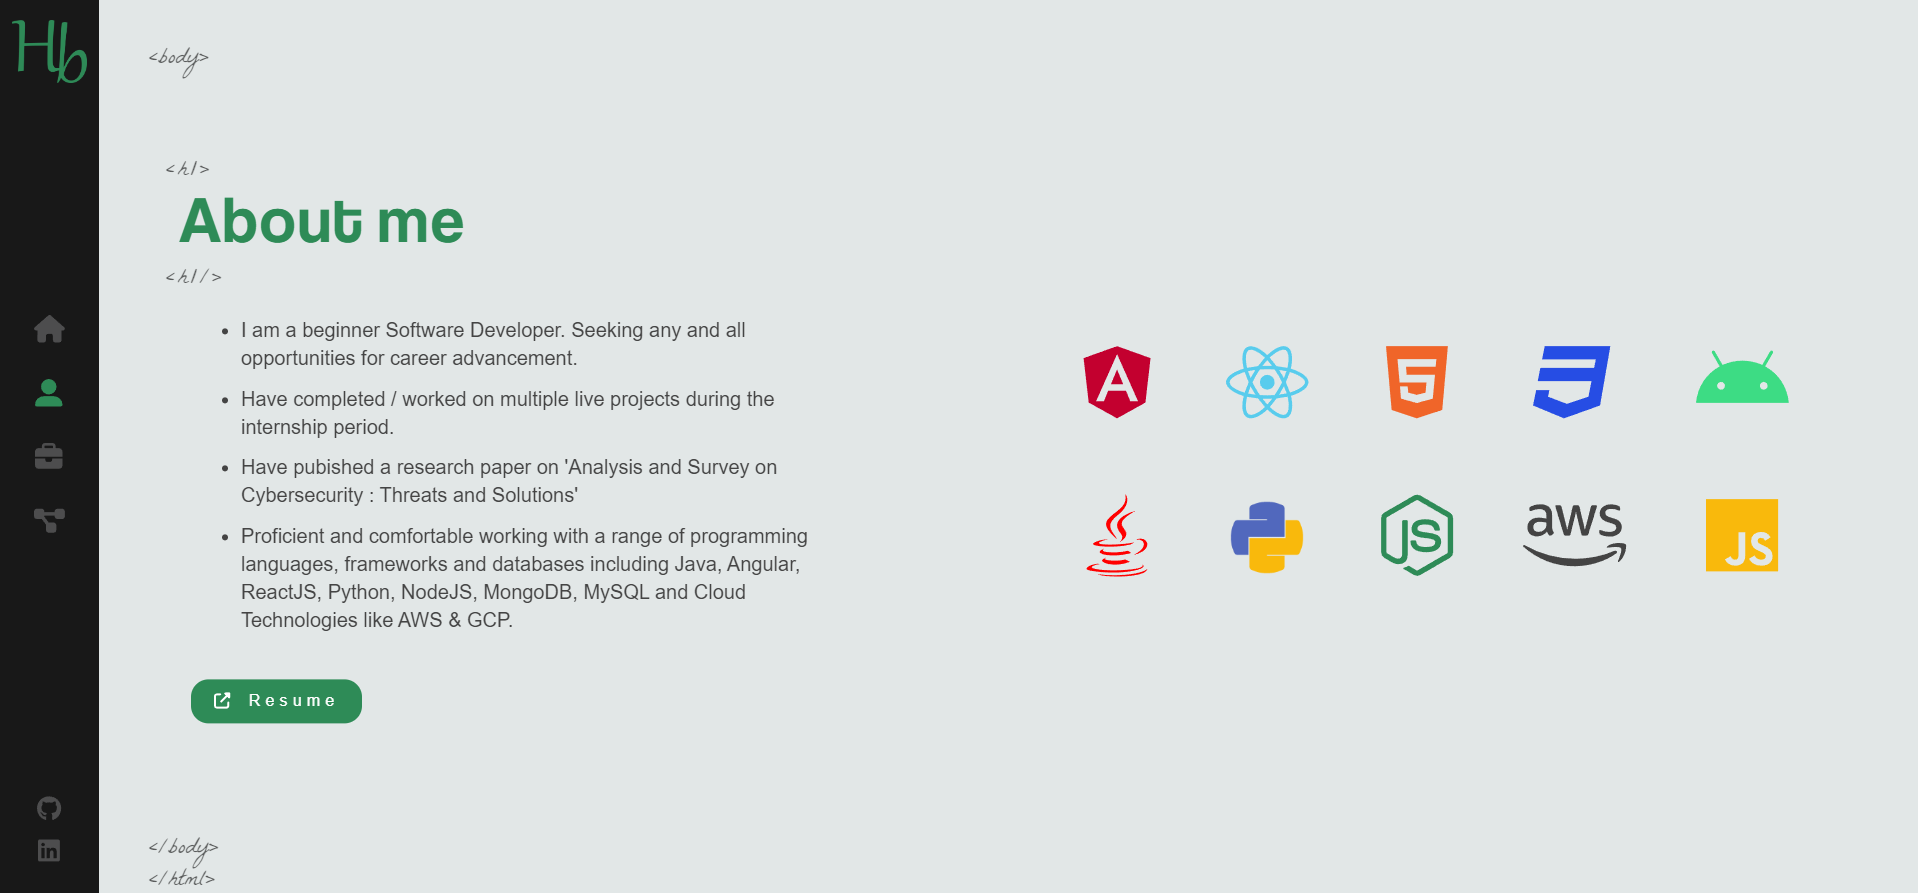 Hb
<body>
<h1>
About me
<h1/>
• I am a beginner Software Developer. Seeking any and all
opportunities for career advancement.
• Have completed / worked on multiple live projects during the
internship period.
• Have pubished a research paper on 'Analysis and Survey on
Cybersecurity : Threats and Solutions'
• Proficient and comfortable working with a range of programming
languages, frameworks and databases including Java, Angular,
ReactJS, Python, NodeJS, MongoDB, MySQL and Cloud
Technologies like AWS & GCP.
Resume
A
5
JS
aws
JS
in
</body>
</html>